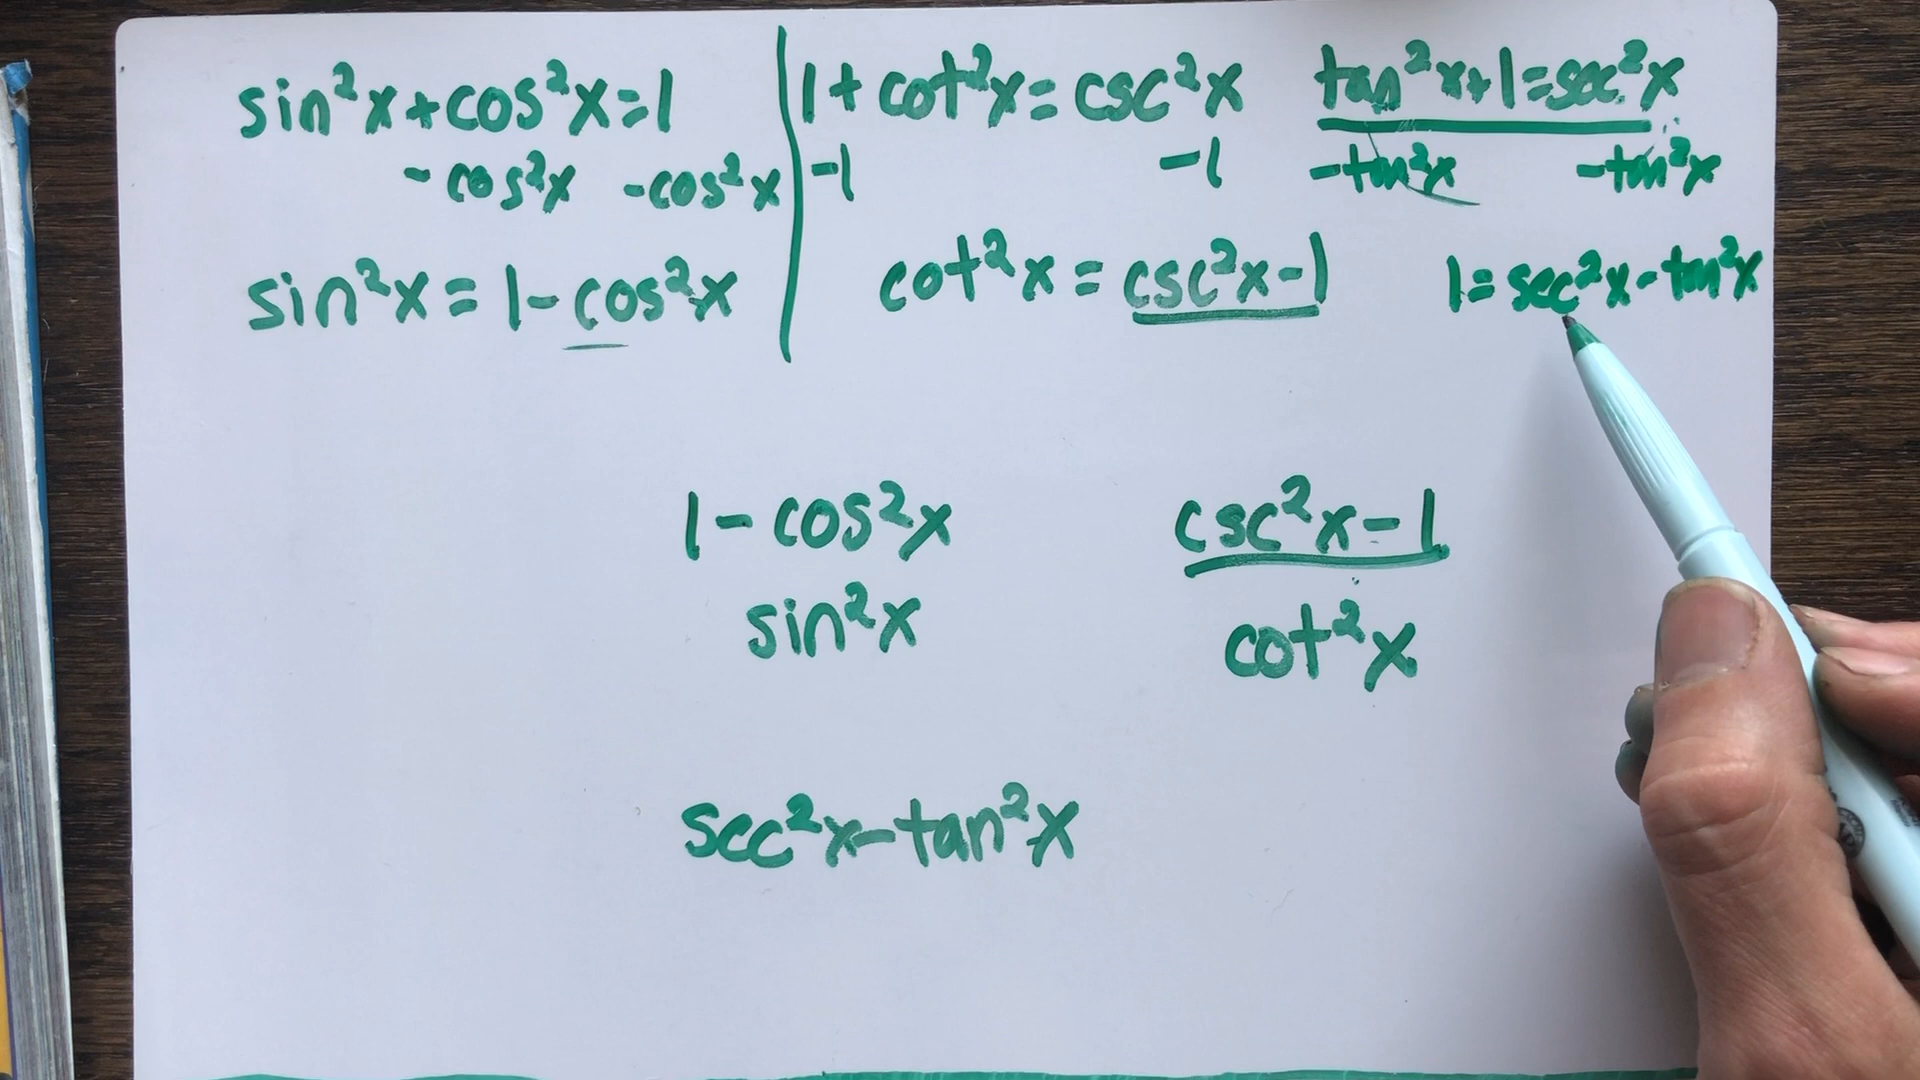 sin²x+cos²x=1
-cos²x -cos²x
sin²x=1-cos²x
1+cot²x=csc²x
-1 -1
cot²x=csc²x-1
tan²x+1=sec²x
-tan²x -tan²x
1=sec²x-tan²x
1-cos²x
sin²x
csc²x-1
cot²x
sec²x-tan²x